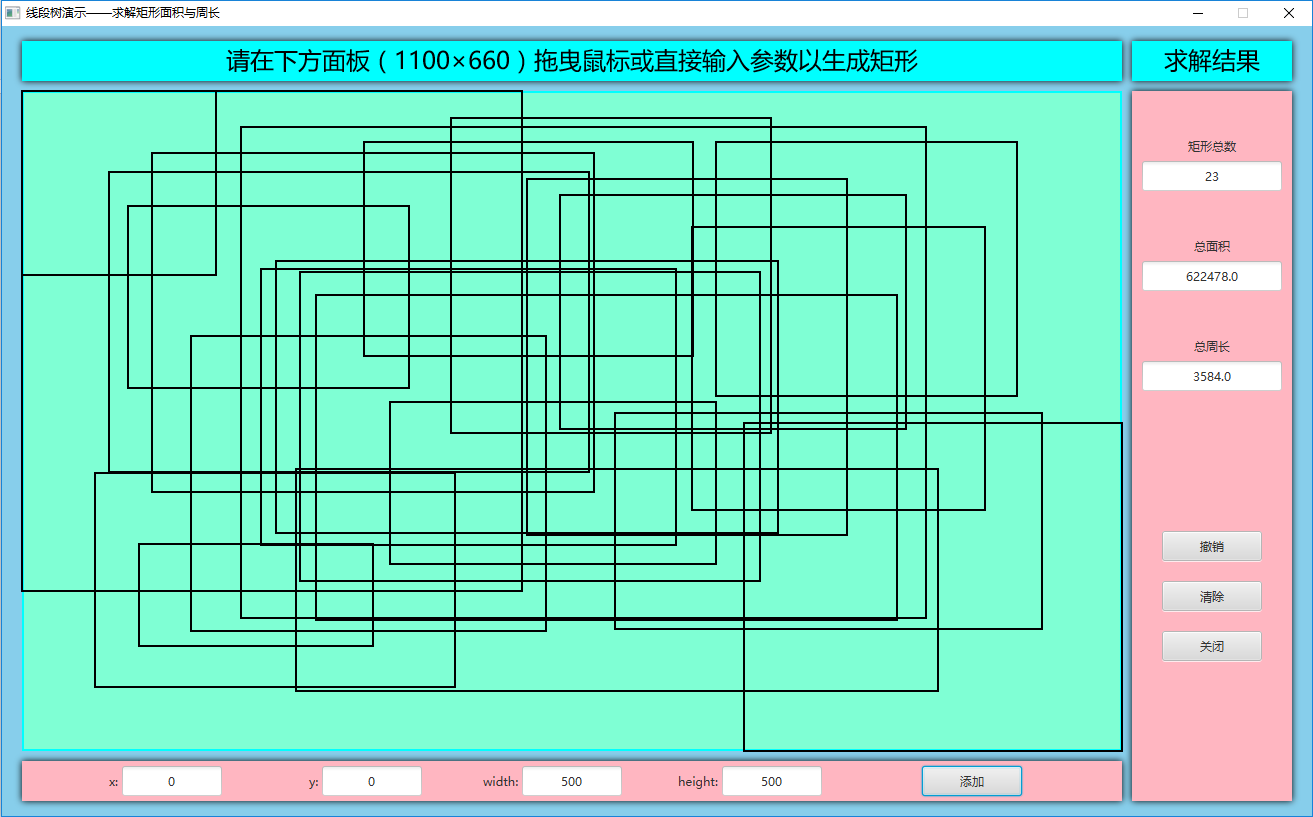 线段树演示——求解矩形面积与周长
请在下方面板（1100×660）拖曳鼠标或直接输入参数以生成矩形
求解结果
矩形总数
23
总面积
622478.0
总周长
3584.0
撤销
清除
关闭
x: 0 y: 0 width: 500 height: 500 添加